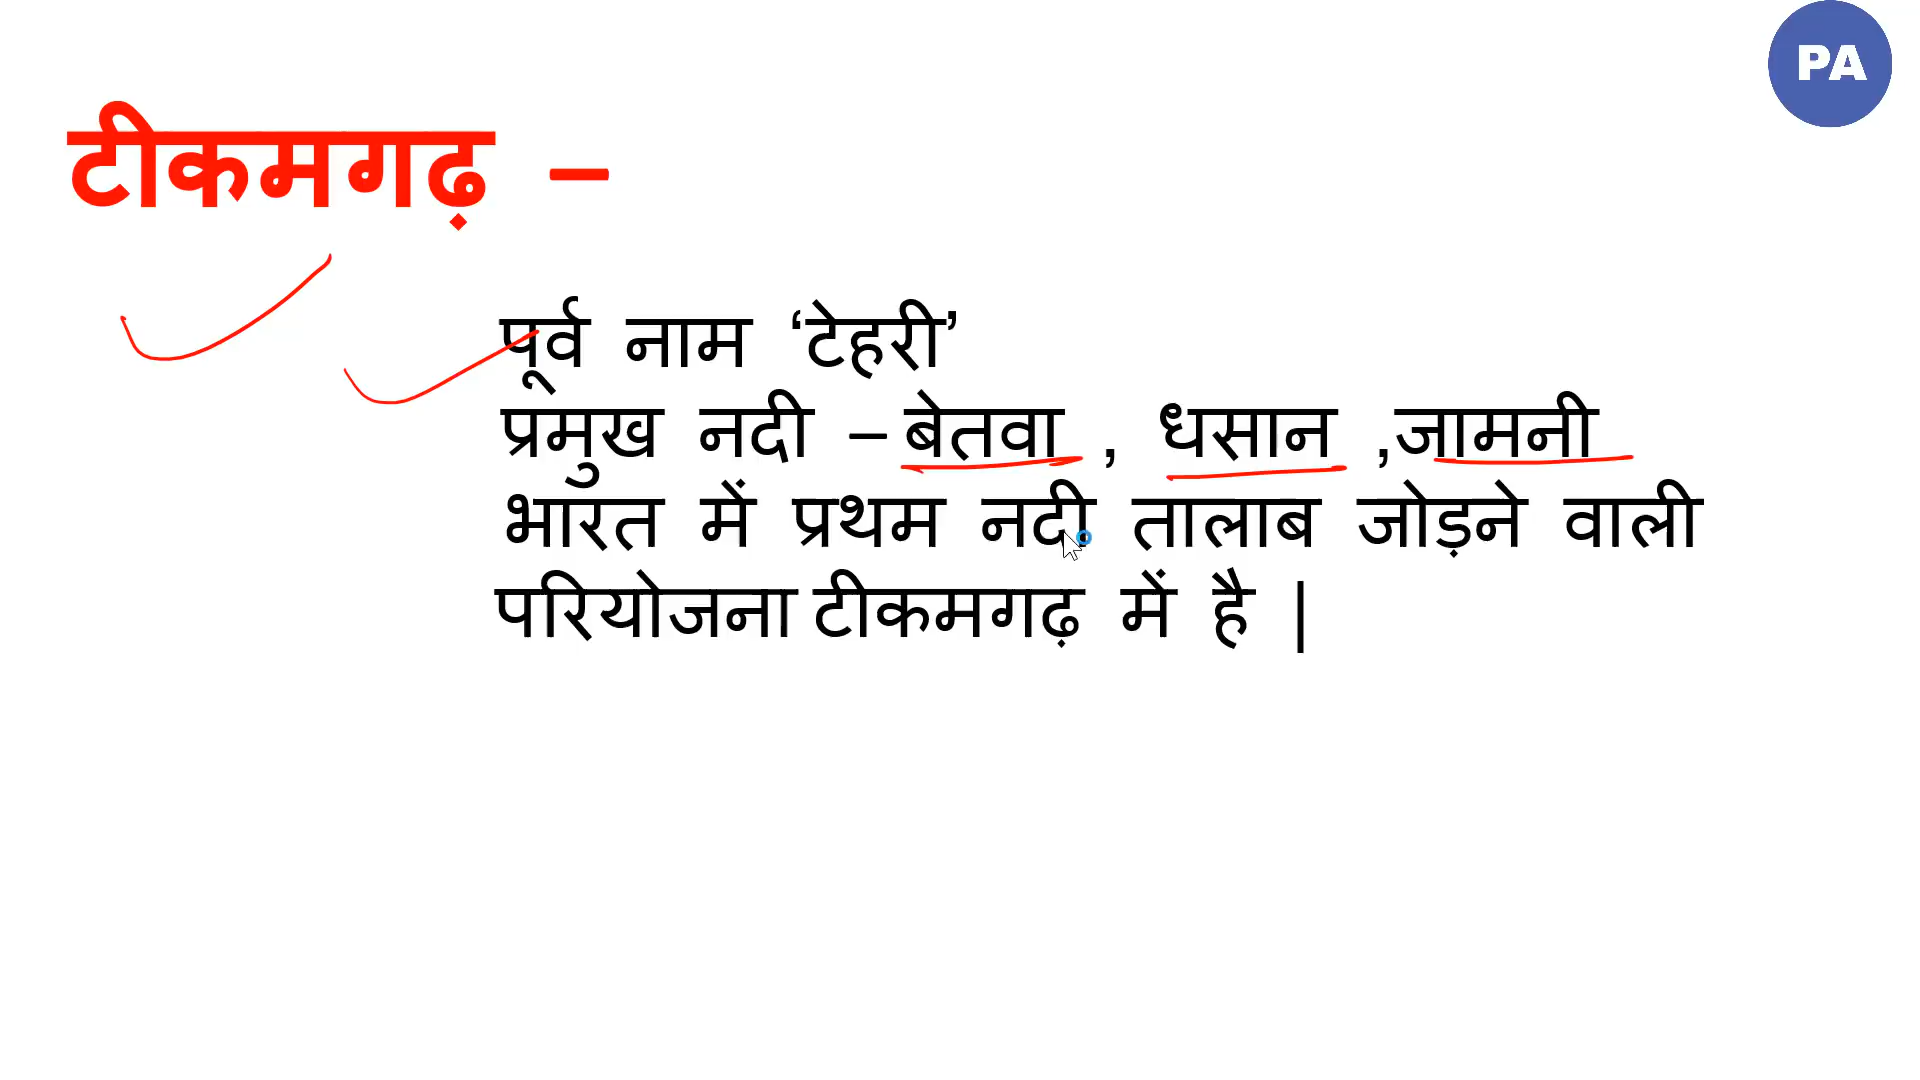 PA
टीकमगढ़ –
पूर्व नाम ‘टेहरी’
प्रमुख नदी – बेतवा , धसान ,जामनी
भारत में प्रथम नदी तालाब जोड़ने वाली
परियोजना टीकमगढ़ में है |